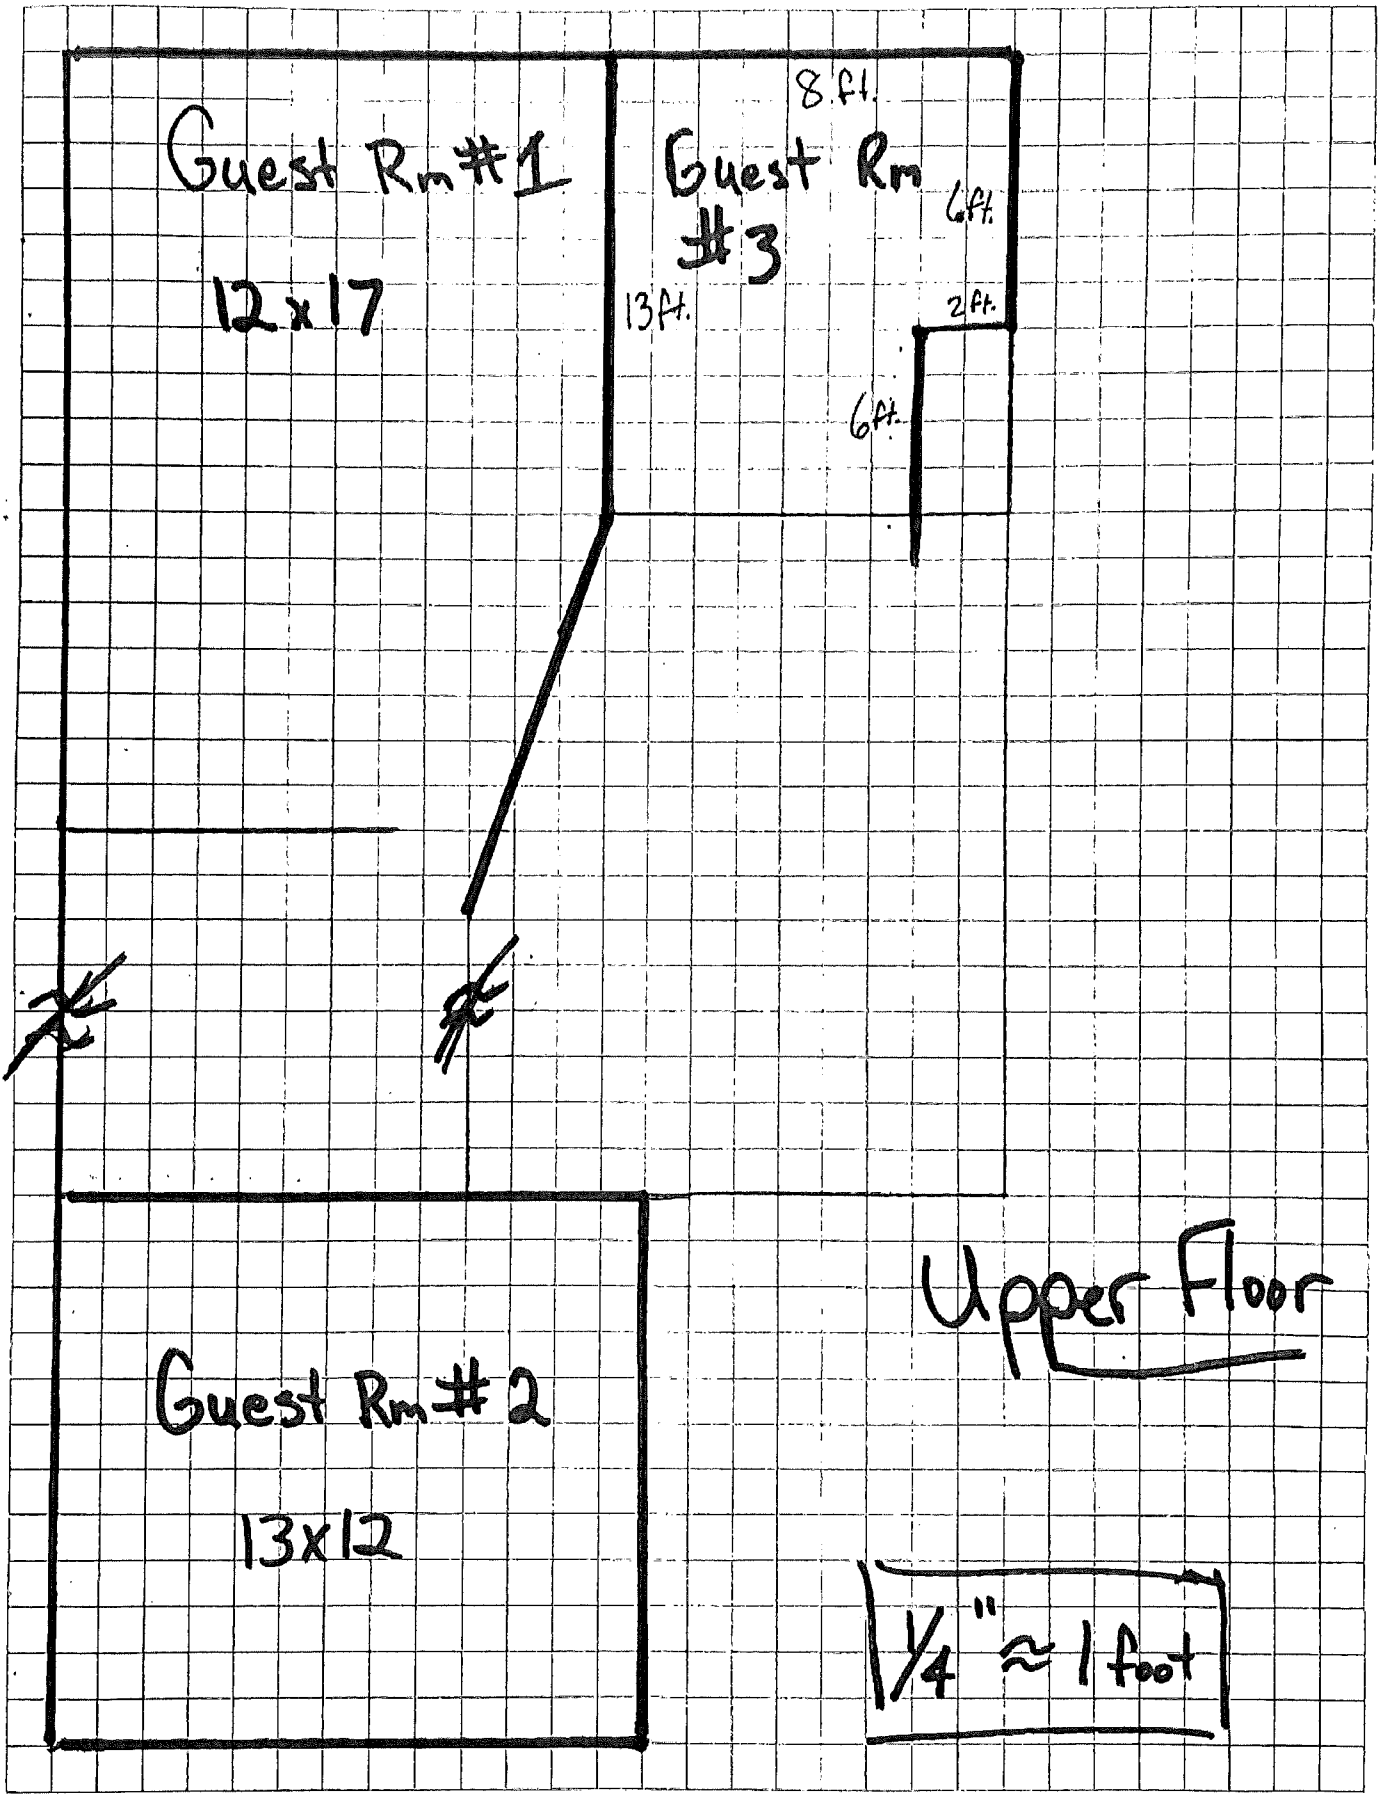 8 ft.
Guest Rm #1
Guest Rm
#3
6ft.
12 x 17
13ft.
2ft.
6ft.
Upper Floor
Guest Rm # 2
13x12
1/4" ≈ 1 foot